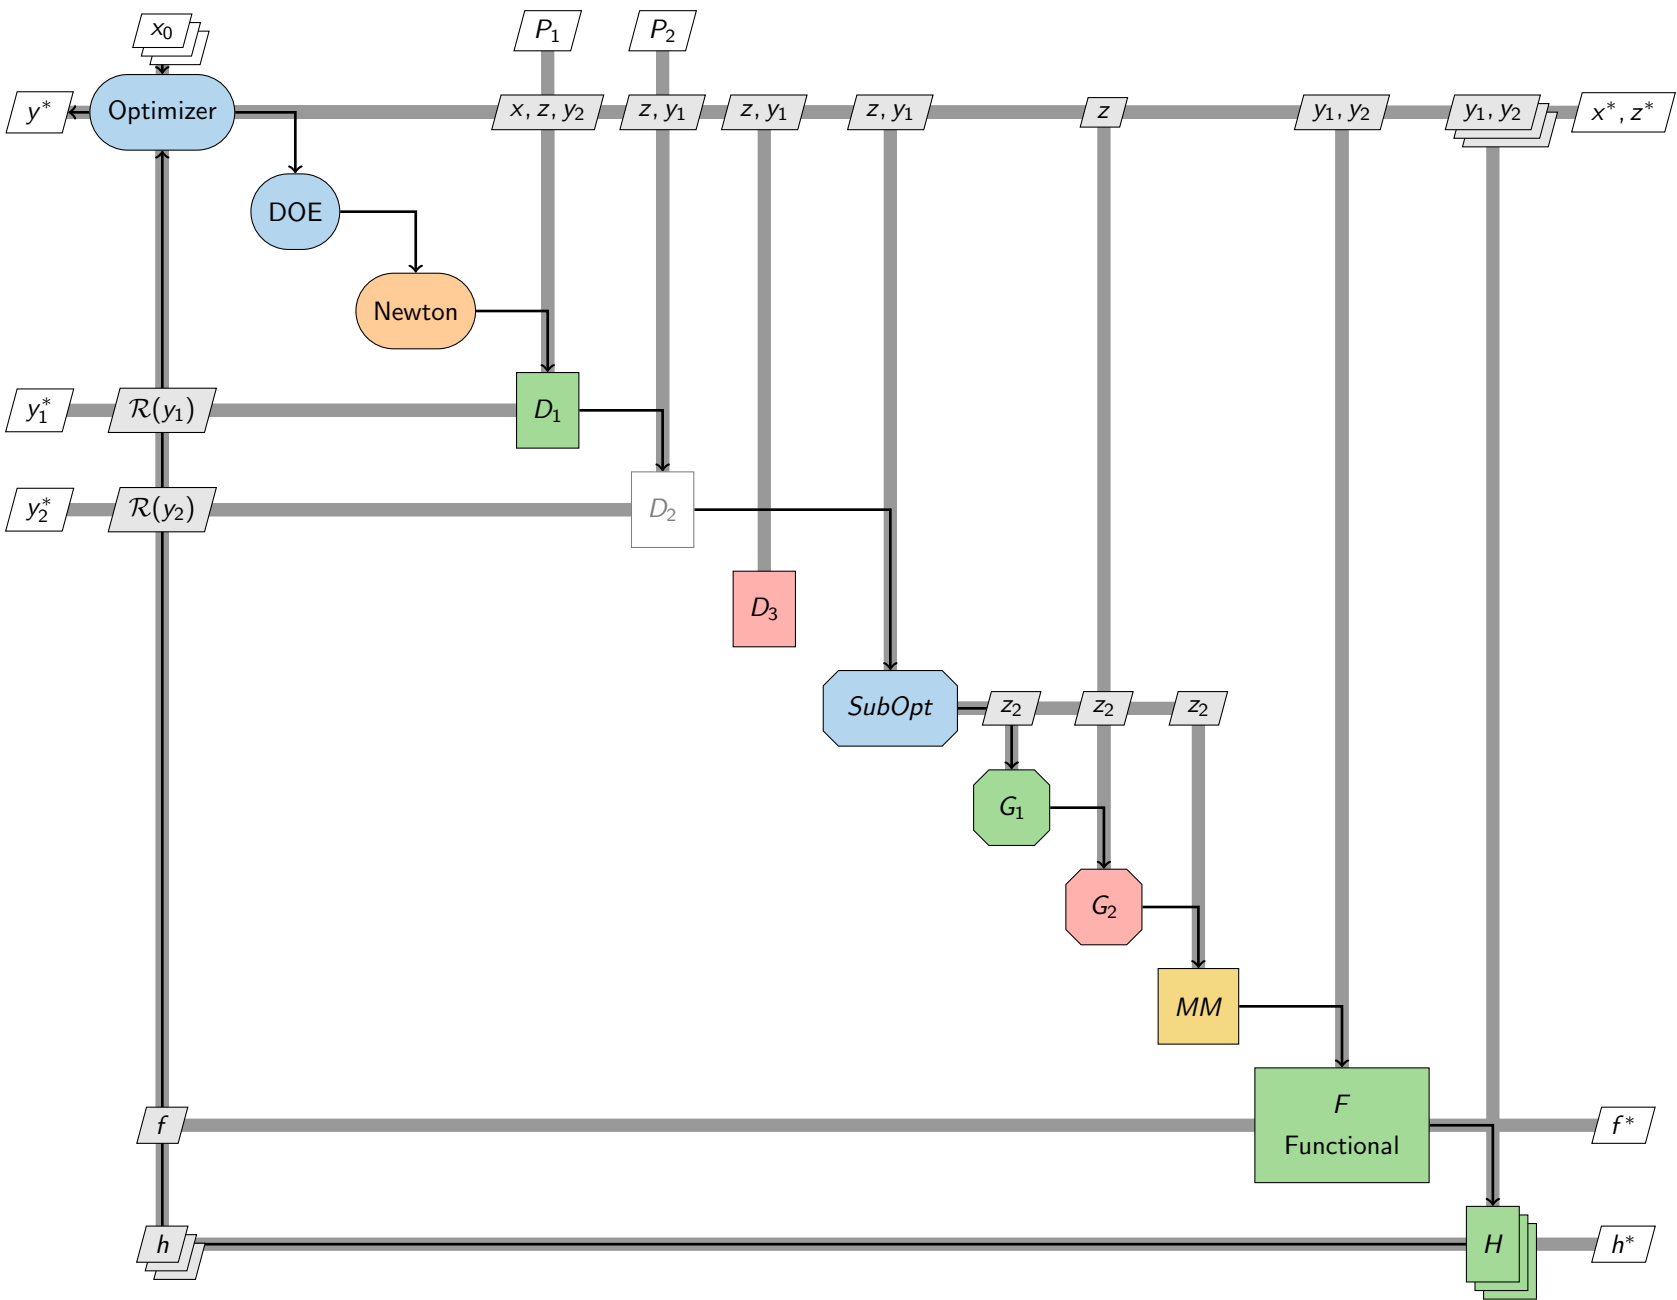 x₀ P₁ P₂
y* Optimizer x, z, y₂ z, y₁ z, y₁ z, y₁ z y₁, y₂ y₁, y₂ x*, z*
DOE
Newton
y₁* ℛ(y₁) D₁
y₂* ℛ(y₂) D₂
D₃
SubOpt z₂ z₂ z₂
G₁
G₂
MM
F
f Functional f*
h H h*